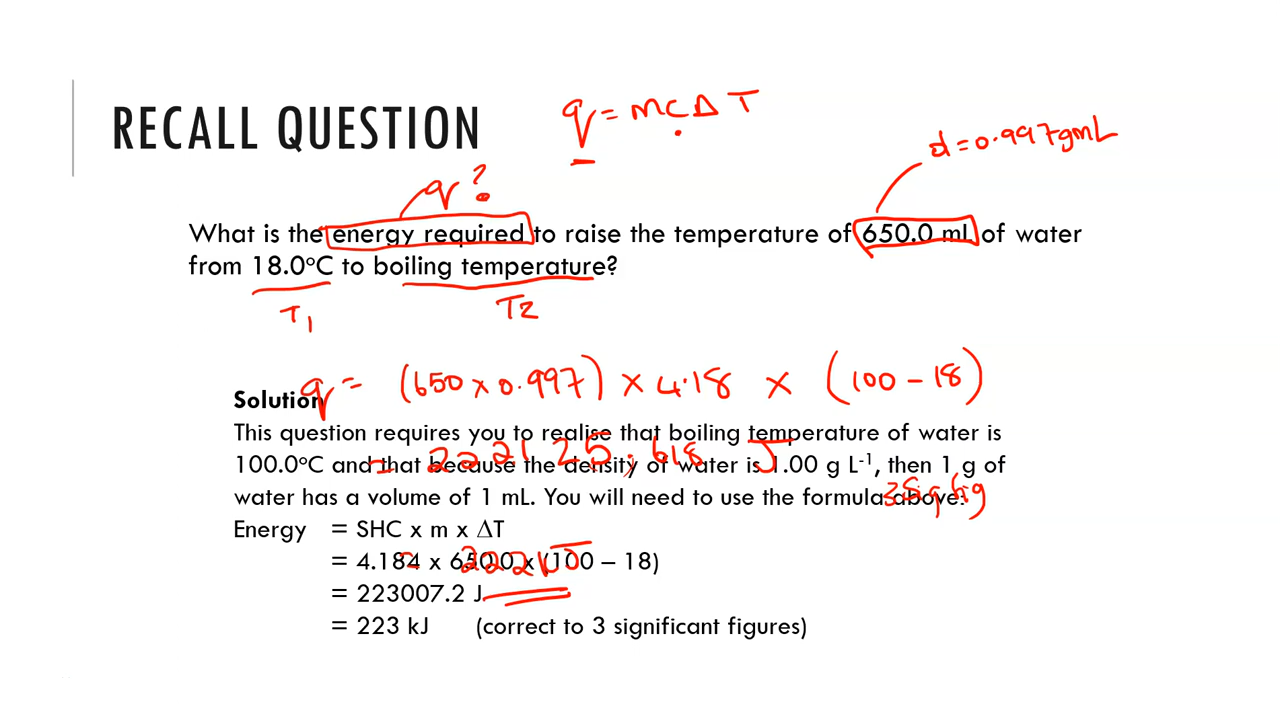 q = mcΔT
RECALL QUESTION
d = 0.997gmL
q?
What is the energy required to raise the temperature of 650.0 mL of water
from 18.0°C to boiling temperature?
T1
T2
q = (650 x 0.997) x 4.18 x (100 - 18)
Solution
This question requires you to realise that boiling temperature of water is
= 222125.618 J
100.0°C and that because the density of water is 1.00 g L⁻¹, then 1 g of
water has a volume of 1 mL. You will need to use the formula above:
3sigfig
Energy = SHC x m x ΔT
= 4.184 x 650.0 x (100 – 18)
= 223007.2 J
= 223 kJ (correct to 3 significant figures)